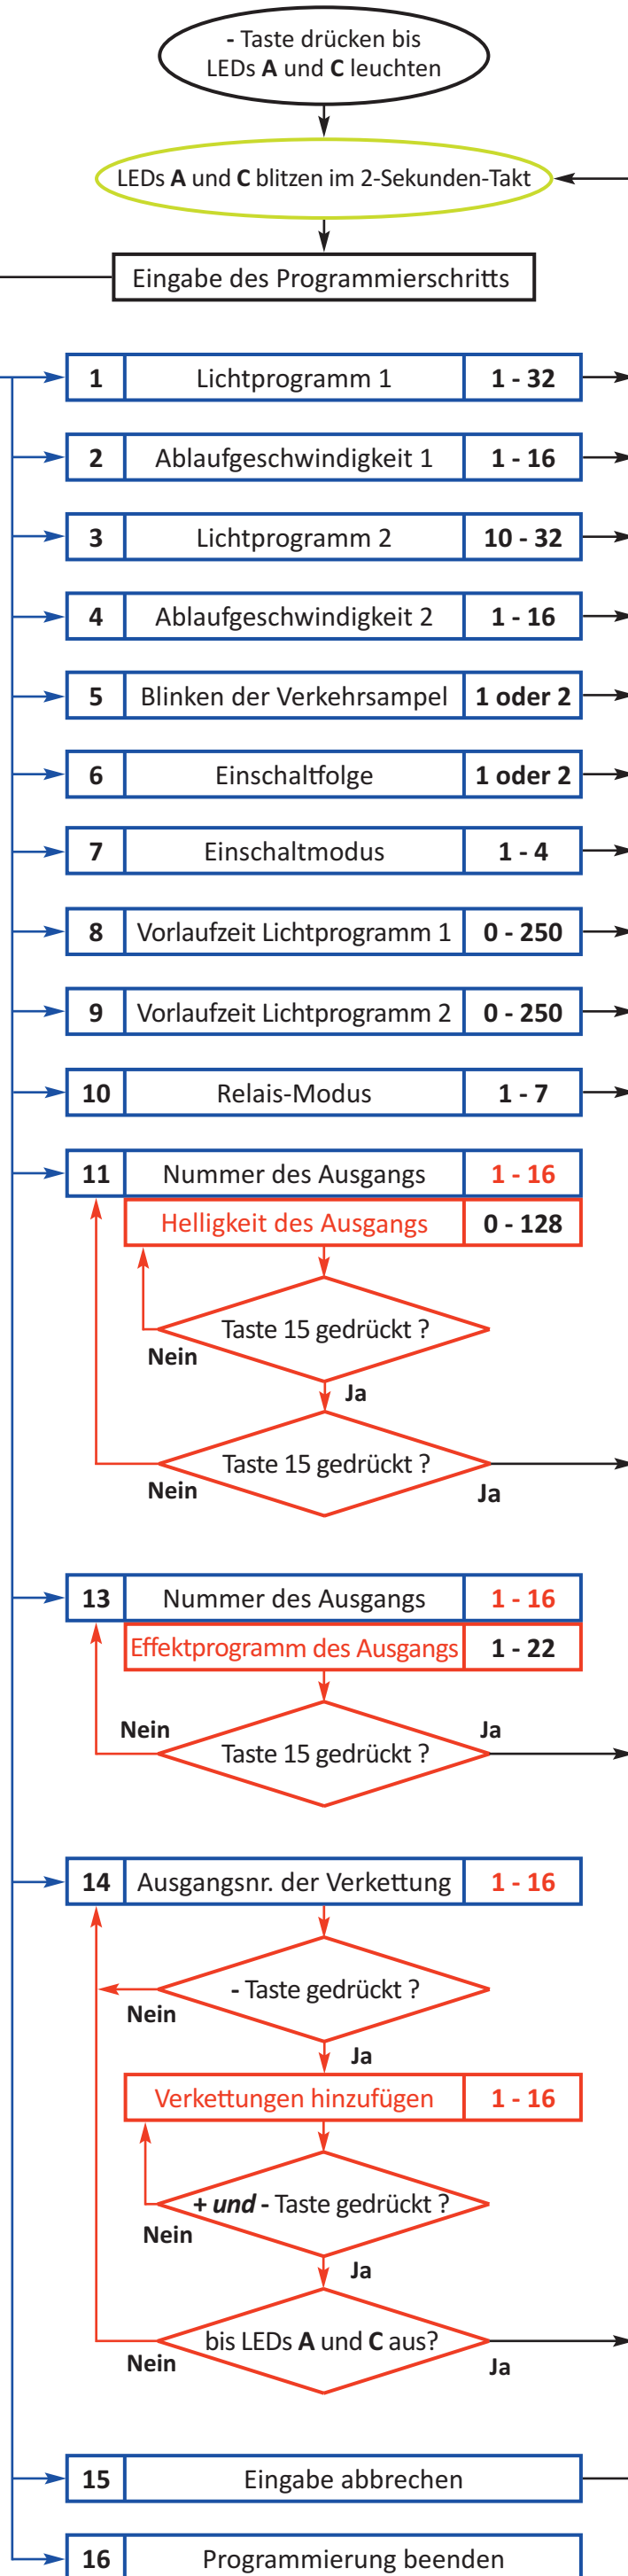 - Taste drücken bis
LEDs A und C leuchten
LEDs A und C blitzen im 2-Sekunden-Takt
Eingabe des Programmierschritts
1 Lichtprogramm 1 1 - 32
2 Ablaufgeschwindigkeit 1 1 - 16
3 Lichtprogramm 2 10 - 32
4 Ablaufgeschwindigkeit 2 1 - 16
5 Blinken der Verkehrsampel 1 oder 2
6 Einschaltfolge 1 oder 2
7 Einschaltmodus 1 - 4
8 Vorlaufzeit Lichtprogramm 1 0 - 250
9 Vorlaufzeit Lichtprogramm 2 0 - 250
10 Relais-Modus 1 - 7
11 Nummer des Ausgangs 1 - 16
Helligkeit des Ausgangs 0 - 128
Taste 15 gedrückt ?
Nein
Ja
Taste 15 gedrückt ?
Nein Ja
13 Nummer des Ausgangs 1 - 16
Effektprogramm des Ausgangs 1 - 22
Nein Ja
Taste 15 gedrückt ?
14 Ausgangsnr. der Verkettung 1 - 16
- Taste gedrückt ?
Nein
Ja
Verkettungen hinzufügen 1 - 16
+ und - Taste gedrückt ?
Nein
Ja
bis LEDs A und C aus?
Nein Ja
15 Eingabe abbrechen
16 Programmierung beenden